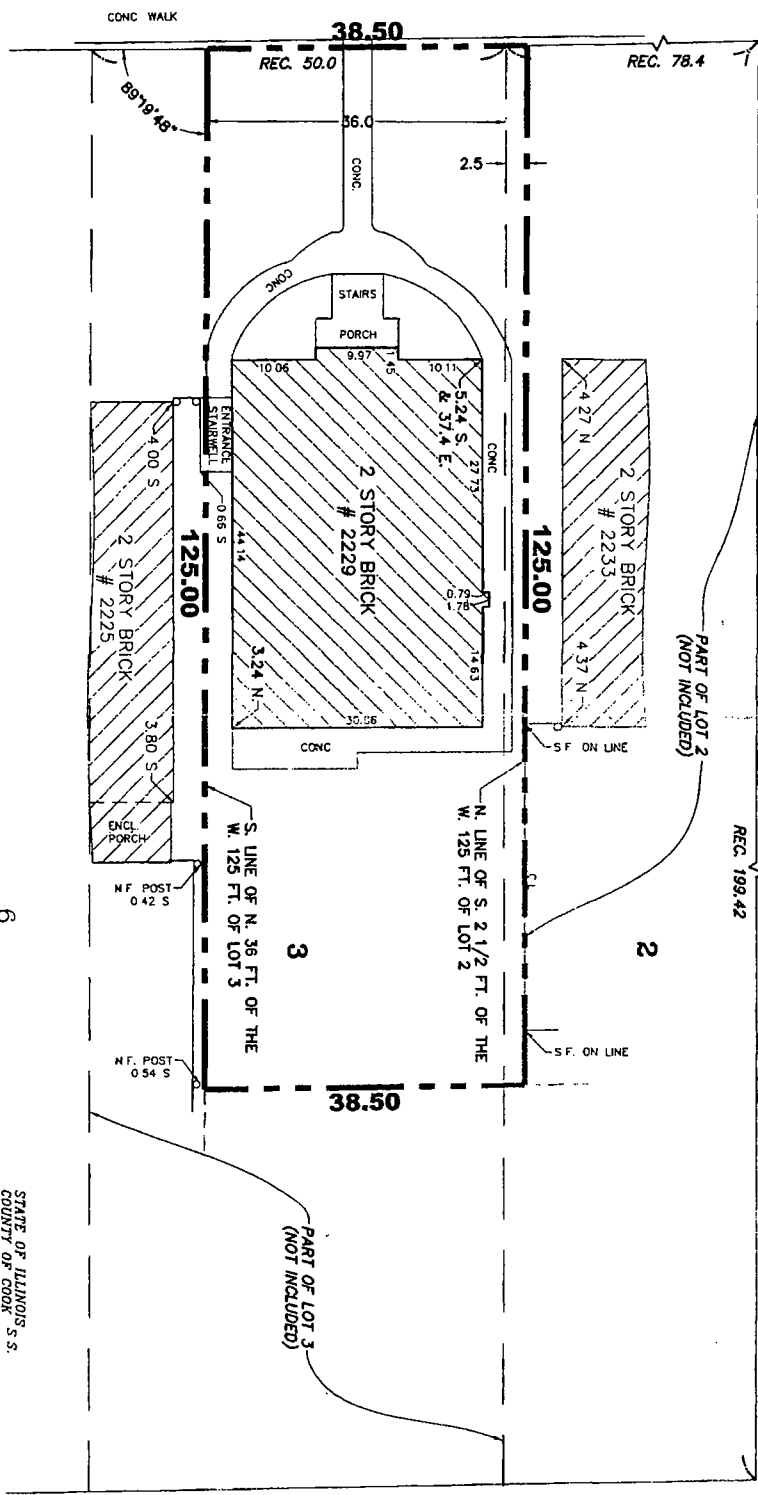 CONC WALK
38.50
REC. 50.0
REC. 78.4
89°19'48"
36.0
2.5
CONC.
CONC
STAIRS
PORCH
9.97
1.45
10.06
10.11
5.24 S.
& 37.4 E.
CONC
27.73
4.27 N
2 STORY BRICK
# 2233
4.37 N
125.00
PART OF LOT 2
(NOT INCLUDED)
REC. 199.42
ENTRANCE
STAIRWELL
0.66 S
44.14
2 STORY BRICK
# 2229
0.79
1.78
14.63
3.24 N
CONC
4.00 S
125.00
2 STORY BRICK
# 2225
3.80 S
ENCL.
PORCH
S.F. ON LINE
N. LINE OF S. 2 1/2 FT. OF THE
W. 125 FT. OF LOT 2
S. LINE OF N. 36 FT. OF THE
W. 125 FT. OF LOT 3
N.F. POST
0.42 S
3
2
N.F. POST
0.54 S
S.F. ON LINE
38.50
6
PART OF LOT 3
(NOT INCLUDED)
STATE OF ILLINOIS
COUNTY OF COOK S.S.